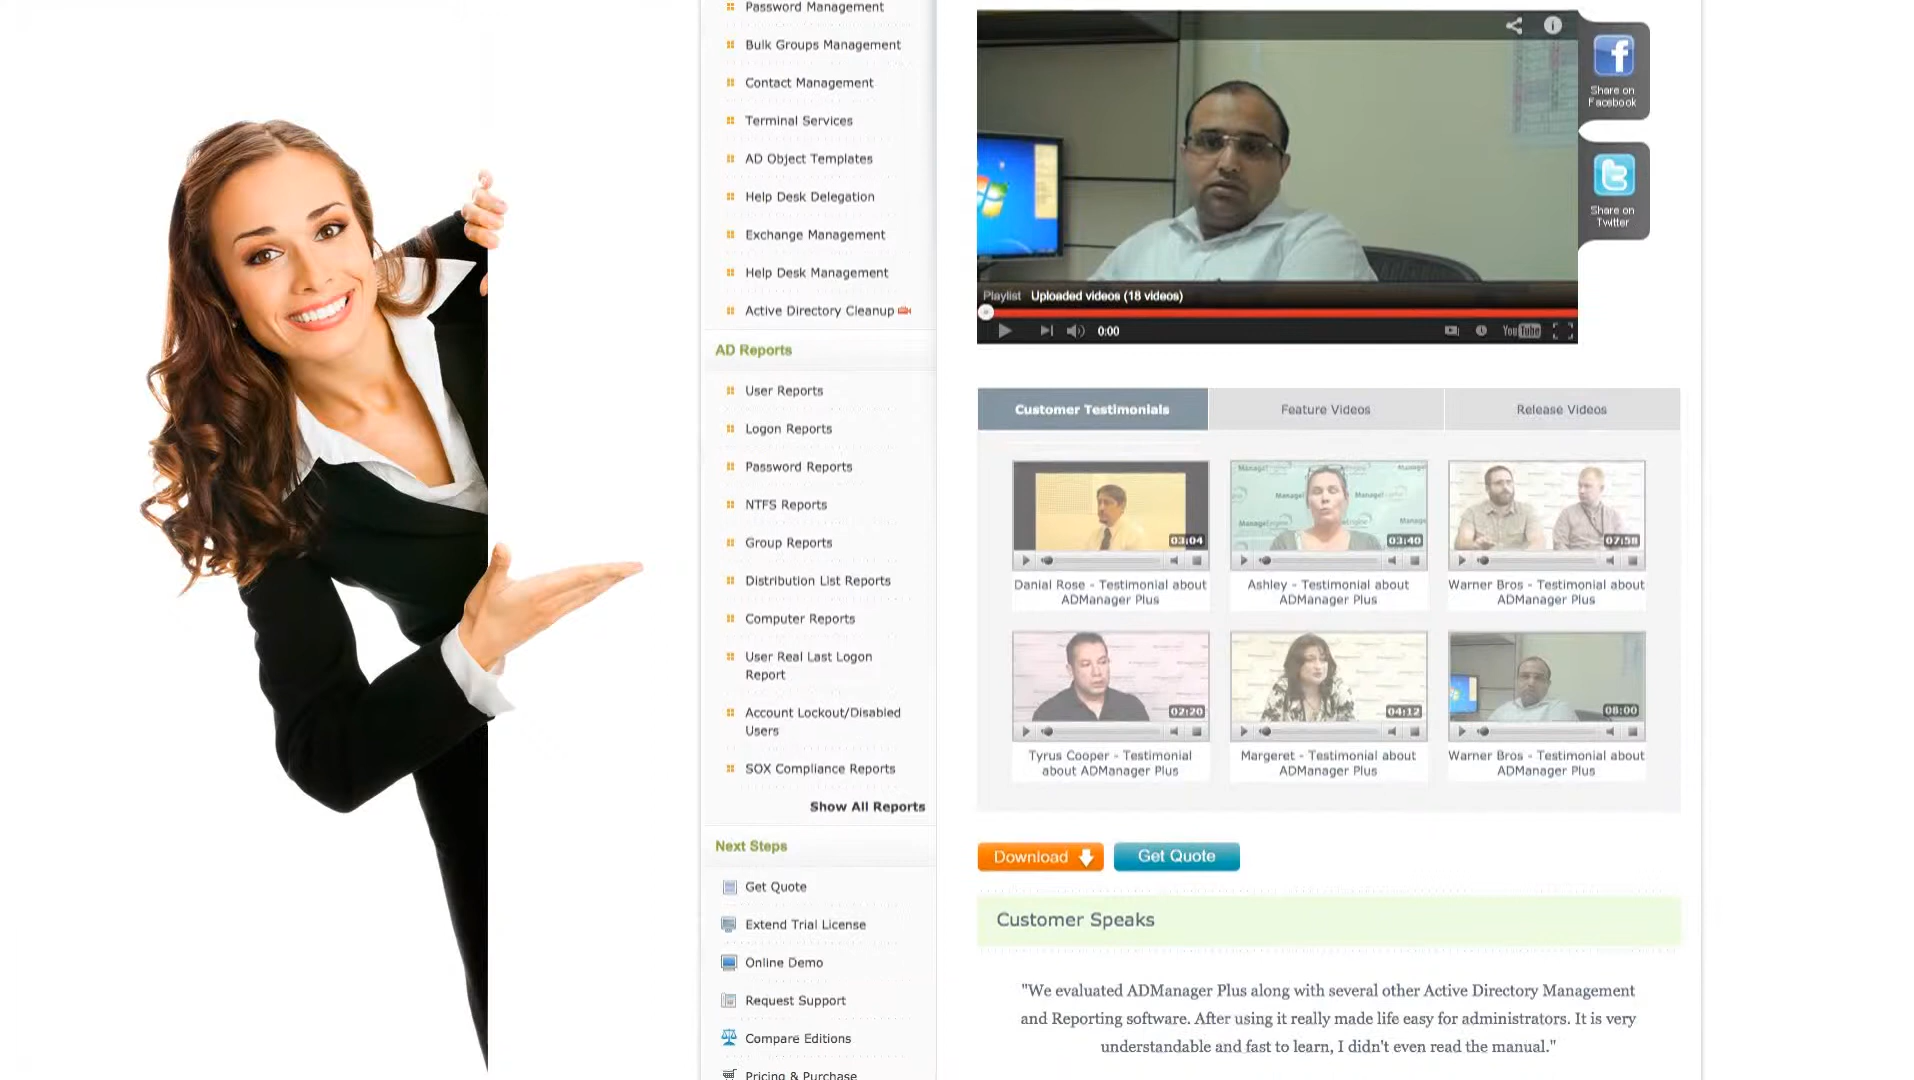 Password Management
Bulk Groups Management
Contact Management
Terminal Services
AD Object Templates
Help Desk Delegation
Exchange Management
Help Desk Management
Active Directory Cleanup
AD Reports
User Reports
Logon Reports
Password Reports
NTFS Reports
Group Reports
Distribution List Reports
Computer Reports
User Real Last Logon
Report
Account Lockout/Disabled
Users
SOX Compliance Reports
Show All Reports
Next Steps
Get Quote
Extend Trial License
Online Demo
Request Support
Compare Editions
Pricing & Purchase
Playlist Uploaded videos (18 videos)
0:00
YouTube
Share on
Facebook
Share on
Twitter
Customer Testimonials
Feature Videos
Release Videos
03:04
03:40
07:58
Danial Rose - Testimonial about
ADManager Plus
Ashley - Testimonial about
ADManager Plus
Warner Bros - Testimonial about
ADManager Plus
02:20
04:12
Tyrus Cooper - Testimonial
about ADManager Plus
Margeret - Testimonial about
ADManager Plus
Warner Bros - Testimonial about
ADManager Plus
Download
Get Quote
Customer Speaks
"We evaluated ADManager Plus along with several other Active Directory Management
and Reporting software. After using it really made life easy for administrators. It is very
understandable and fast to learn, I didn't even read the manual."